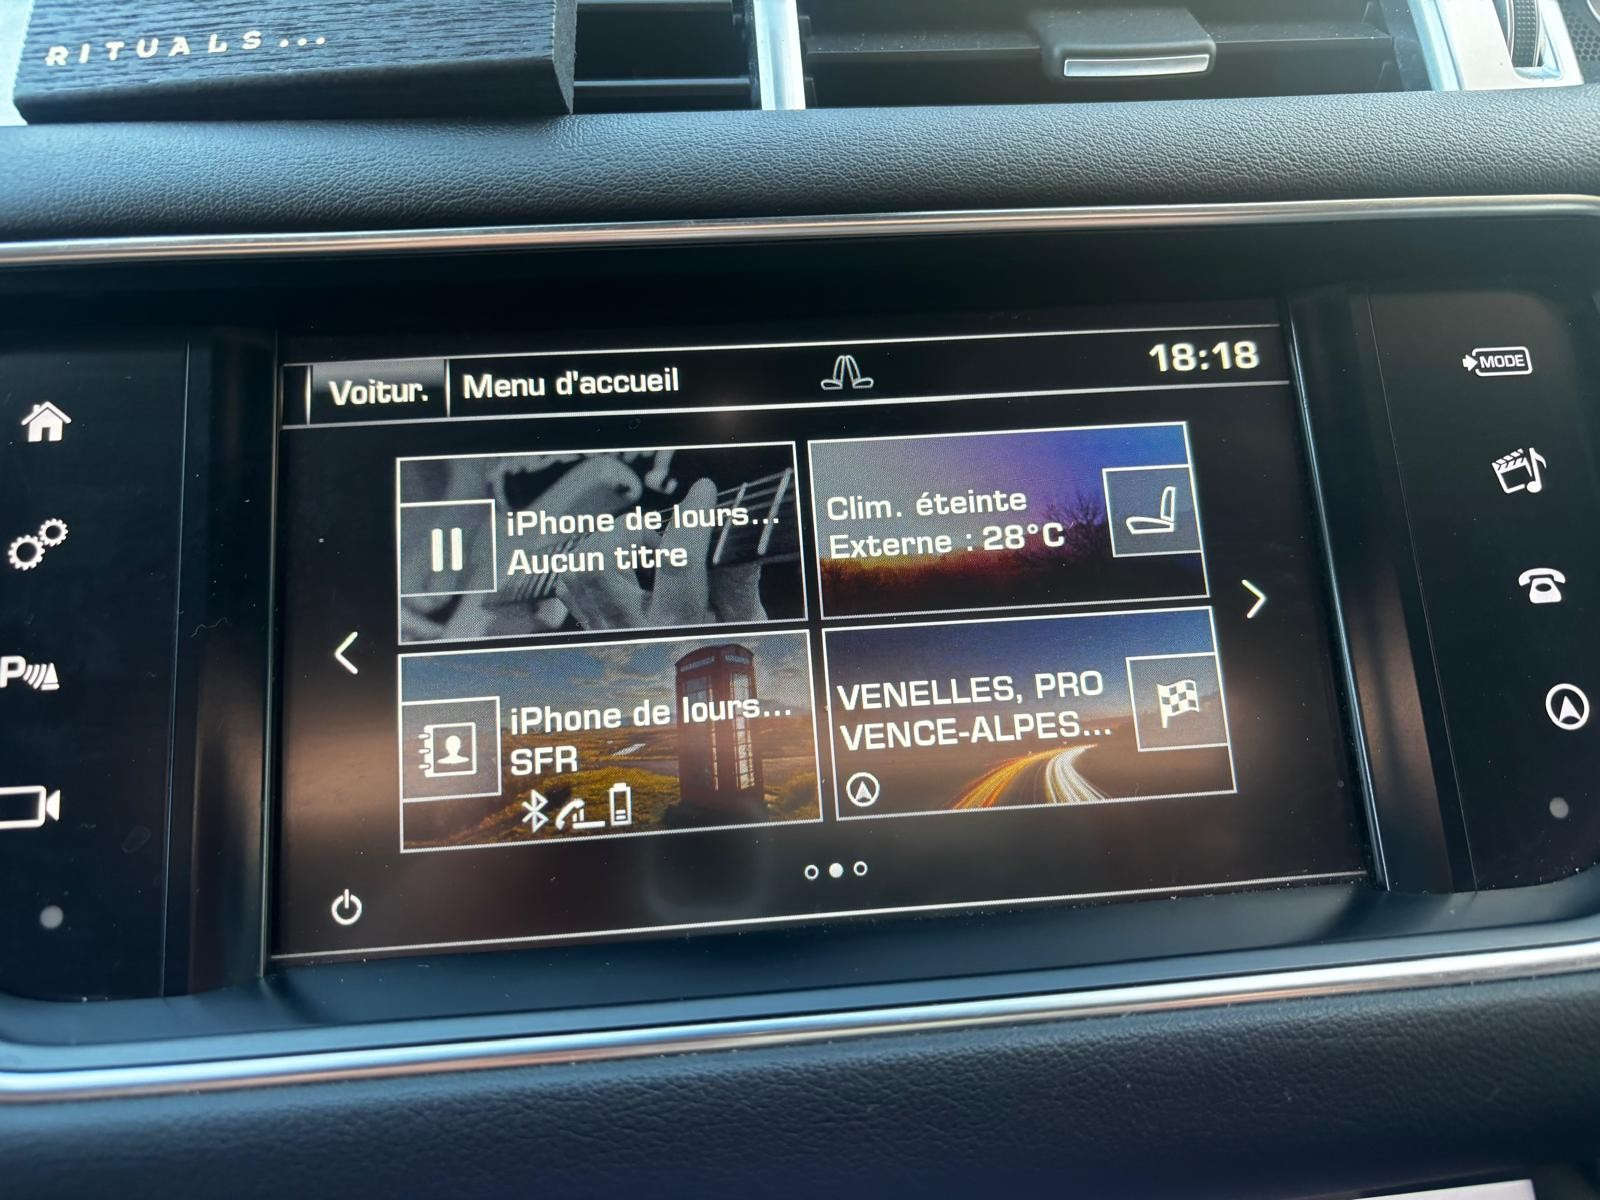 RITUALS...
Voitur. Menu d'accueil 18:18
MODE
iPhone de lours...
Aucun titre
Clim. éteinte
Externe : 28°C
iPhone de lours...
SFR
VENELLES, PRO
VENCE-ALPES...
P